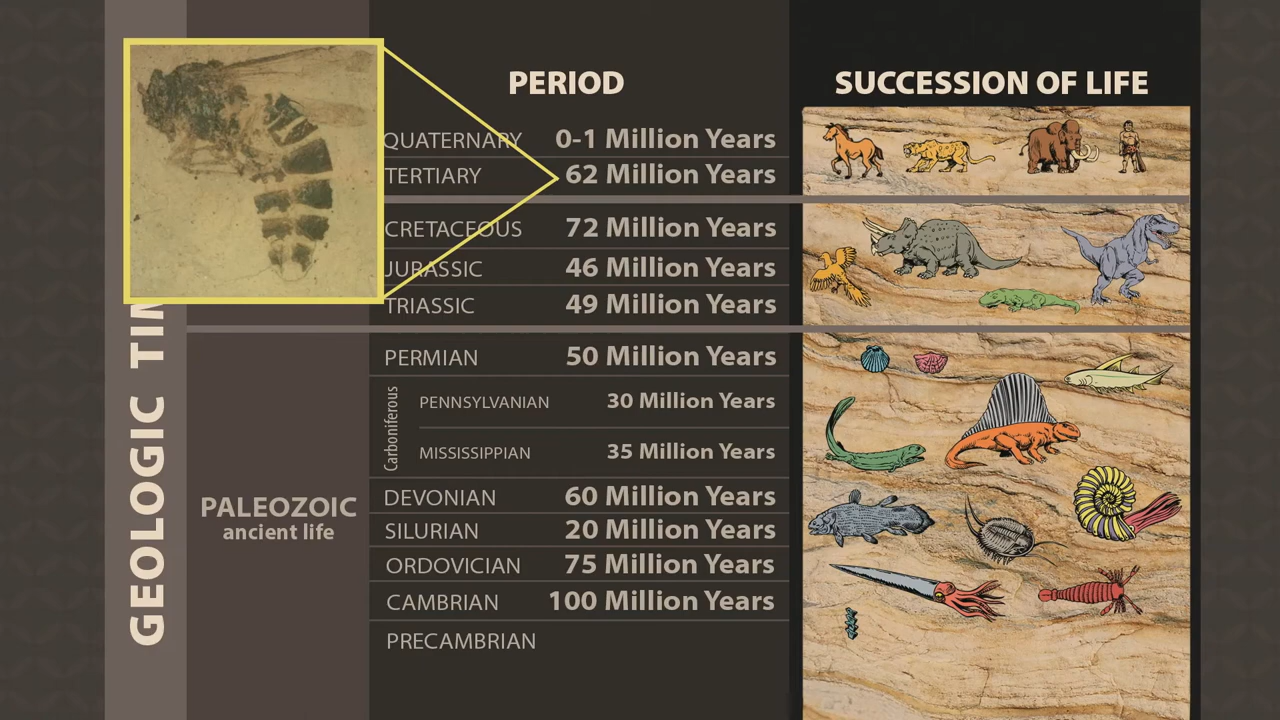 PERIOD
SUCCESSION OF LIFE
QUATERNARY 0-1 Million Years
TERTIARY 62 Million Years
CRETACEOUS 72 Million Years
JURASSIC 46 Million Years
TRIASSIC 49 Million Years
PERMIAN 50 Million Years
Carboniferous
PENNSYLVANIAN 30 Million Years
MISSISSIPPIAN 35 Million Years
DEVONIAN 60 Million Years
SILURIAN 20 Million Years
ORDOVICIAN 75 Million Years
CAMBRIAN 100 Million Years
PRECAMBRIAN
PALEOZOIC
ancient life
GEOLOGIC